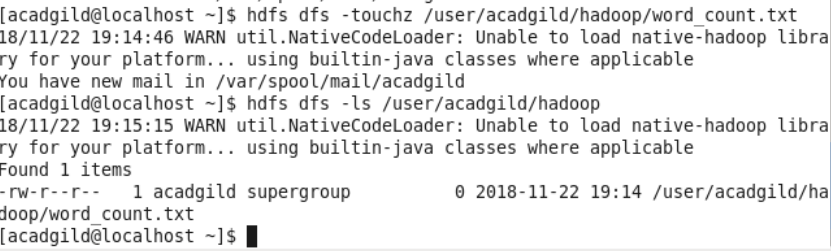 [acadgild@localhost ~]$ hdfs dfs -touchz /user/acadgild/hadoop/word_count.txt
18/11/22 19:14:46 WARN util.NativeCodeLoader: Unable to load native-hadoop libra
ry for your platform... using builtin-java classes where applicable
You have new mail in /var/spool/mail/acadgild
[acadgild@localhost ~]$ hdfs dfs -ls /user/acadgild/hadoop
18/11/22 19:15:15 WARN util.NativeCodeLoader: Unable to load native-hadoop libra
ry for your platform... using builtin-java classes where applicable
Found 1 items
-rw-r--r--   1 acadgild supergroup          0 2018-11-22 19:14 /user/acadgild/ha
doop/word_count.txt
[acadgild@localhost ~]$